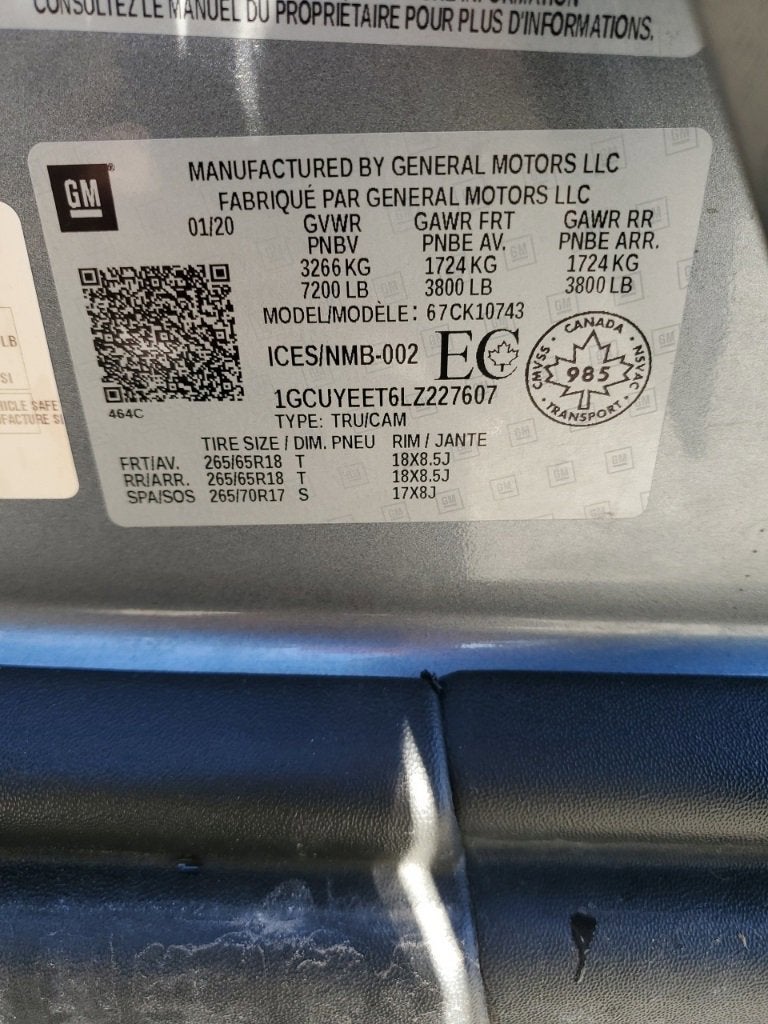 CONSULTEZ LE MANUEL DU PROPRIÉTAIRE POUR PLUS D'INFORMATIONS.
GM
MANUFACTURED BY GENERAL MOTORS LLC
FABRIQUÉ PAR GENERAL MOTORS LLC
01/20 GVWR GAWR FRT GAWR RR
PNBV PNBE AV. PNBE ARR.
3266 KG 1724 KG 1724 KG
7200 LB 3800 LB 3800 LB
MODEL/MODÈLE: 67CK10743
ICES/NMB-002 EC
CANADA
CMVSS 985 NSVAC
TRANSPORT
464C
1GCUYEET6LZ227607
TYPE: TRU/CAM
TIRE SIZE / DIM. PNEU RIM / JANTE
FRT/AV. 265/65R18 T 18X8.5J
RR/ARR. 265/65R18 T 18X8.5J
SPA/SOS 265/70R17 S 17X8J
LB
SI